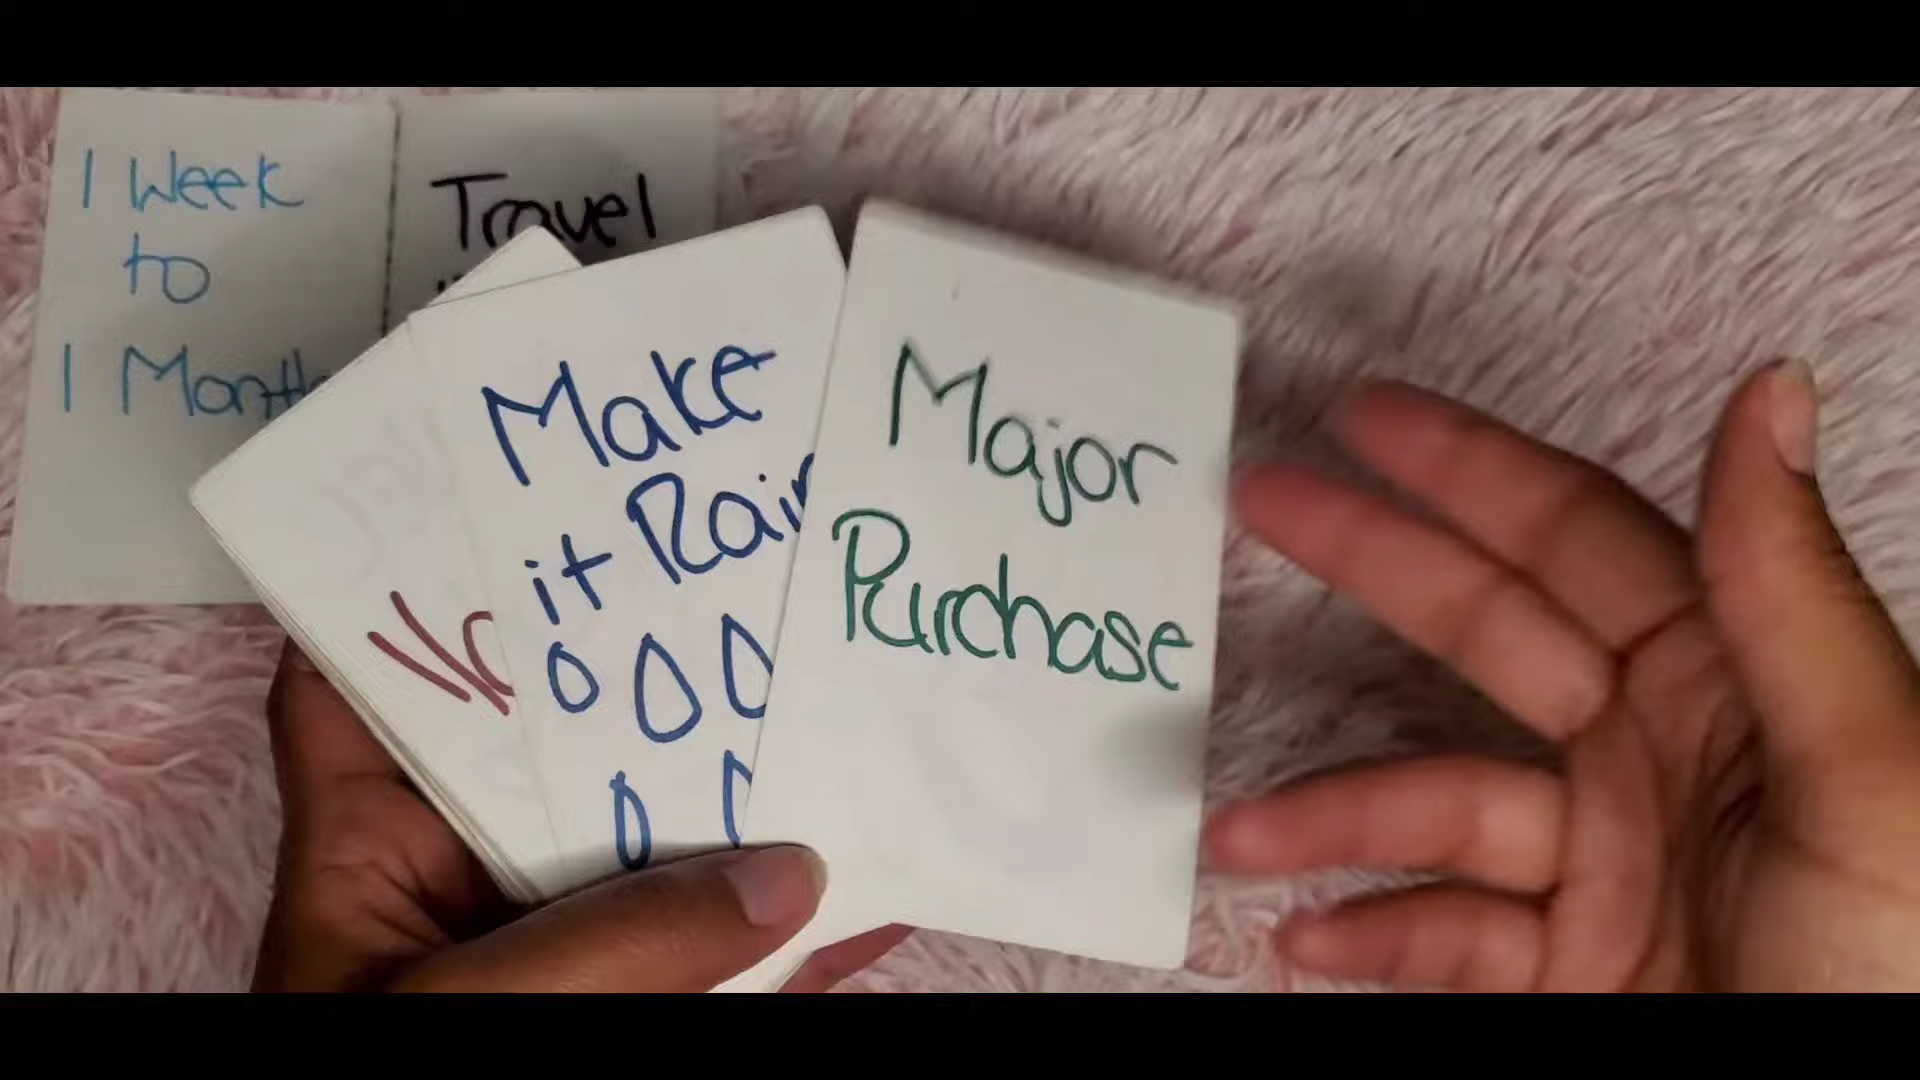 1 Week
to
1 Month
Travel
Make
it Rain
Major
Purchase